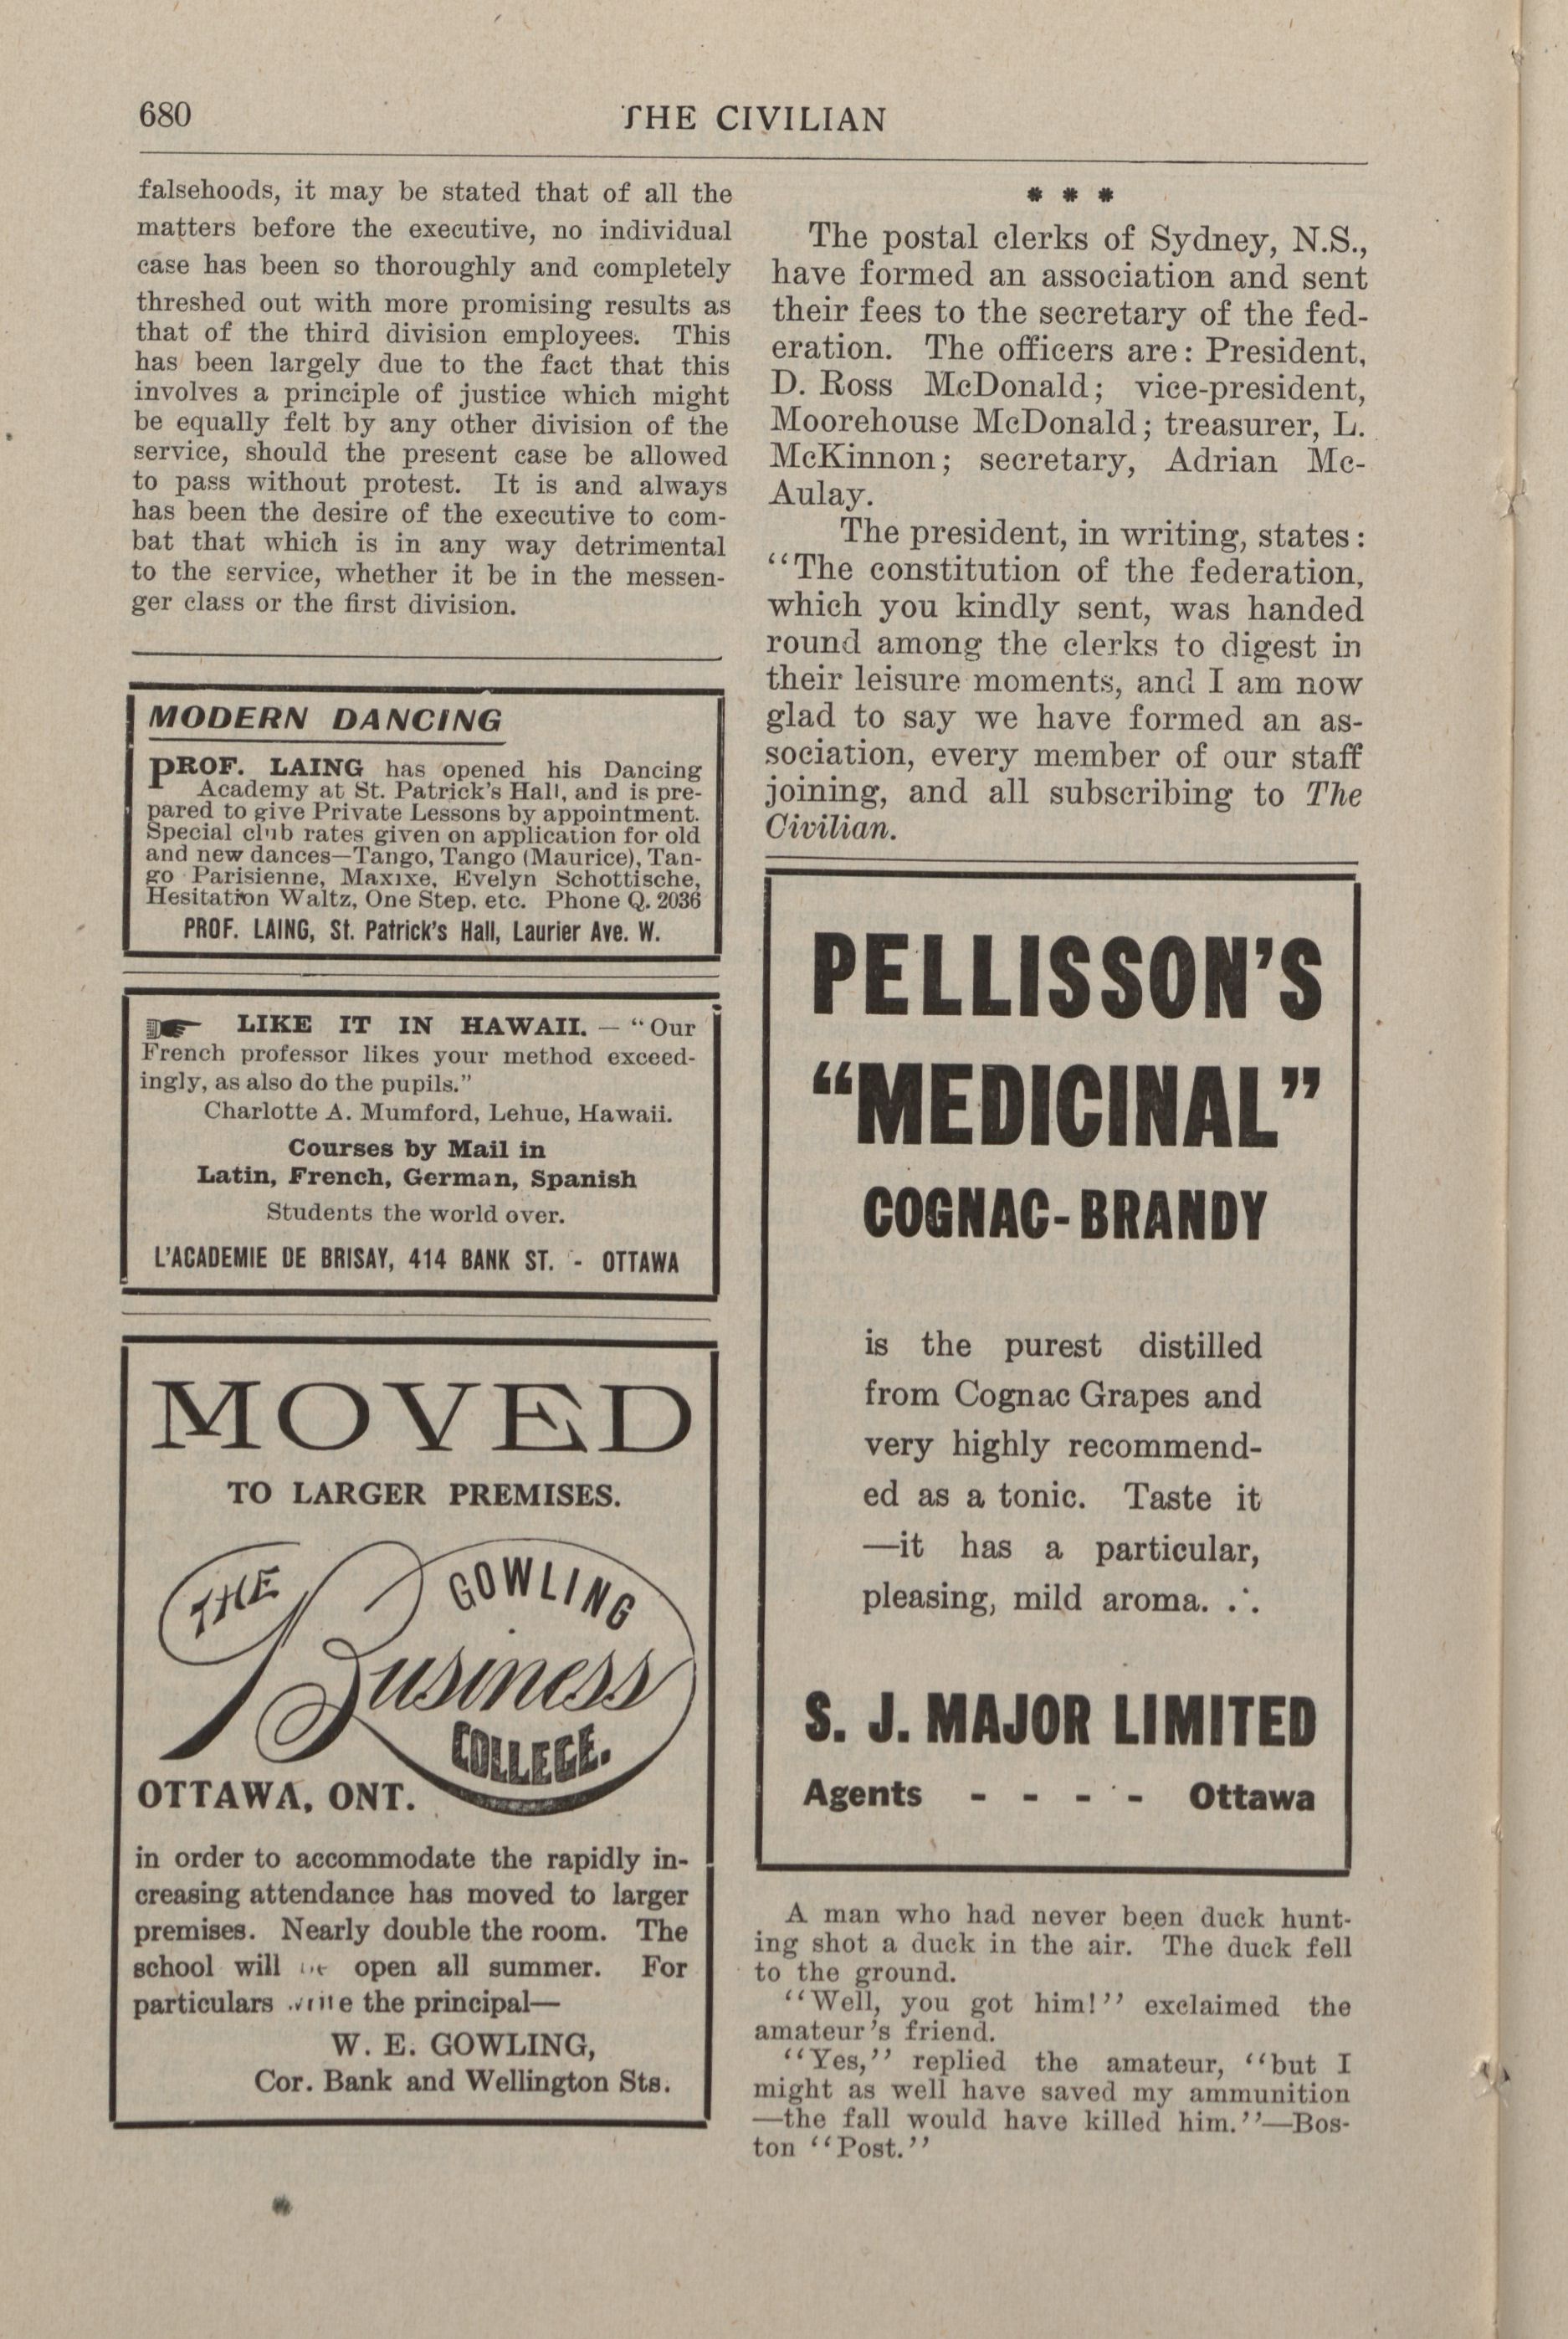 680
THE CIVILIAN
falsehoods, it may be stated that of all the
matters before the executive, no individual
case has been so thoroughly and completely
threshed out with more promising results as
that of the third division employees. This
has been largely due to the fact that this
involves a principle of justice which might
be equally felt by any other division of the
service, should the present case be allowed
to pass without protest. It is and always
has been the desire of the executive to com-
bat that which is in any way detrimental
to the service, whether it be in the messen-
ger class or the first division.
MODERN DANCING
PROF. LAING has opened his Dancing
Academy at St. Patrick's Hall, and is pre-
pared to give Private Lessons by appointment.
Special club rates given on application for old
and new dances—Tango, Tango (Maurice), Tan-
go Parisienne, Maxixe, Evelyn Schottische,
Hesitation Waltz, One Step, etc. Phone Q. 2036
PROF. LAING, St. Patrick's Hall, Laurier Ave. W.
LIKE IT IN HAWAII. — "Our
French professor likes your method exceed-
ingly, as also do the pupils."
Charlotte A. Mumford, Lehue, Hawaii.
Courses by Mail in
Latin, French, German, Spanish
Students the world over.
L'ACADEMIE DE BRISAY, 414 BANK ST. - OTTAWA
MOVED
TO LARGER PREMISES.
THE GOWLING
Business
COLLEGE.
OTTAWA, ONT.
in order to accommodate the rapidly in-
creasing attendance has moved to larger
premises. Nearly double the room. The
school will be open all summer. For
particulars write the principal—
W. E. GOWLING,
Cor. Bank and Wellington Sts.
* * *
The postal clerks of Sydney, N.S.,
have formed an association and sent
their fees to the secretary of the fed-
eration. The officers are: President,
D. Ross McDonald; vice-president,
Moorehouse McDonald; treasurer, L.
McKinnon; secretary, Adrian Mc-
Aulay.
The president, in writing, states:
"The constitution of the federation,
which you kindly sent, was handed
round among the clerks to digest in
their leisure moments, and I am now
glad to say we have formed an as-
sociation, every member of our staff
joining, and all subscribing to The
Civilian.
PELLISSON'S
"MEDICINAL"
COGNAC-BRANDY
is the purest distilled
from Cognac Grapes and
very highly recommend-
ed as a tonic. Taste it
—it has a particular,
pleasing, mild aroma. ∴
S. J. MAJOR LIMITED
Agents - - - - Ottawa
A man who had never been duck hunt-
ing shot a duck in the air. The duck fell
to the ground.
"Well, you got him!" exclaimed the
amateur's friend.
"Yes," replied the amateur, "but I
might as well have saved my ammunition
—the fall would have killed him."—Bos-
ton "Post."